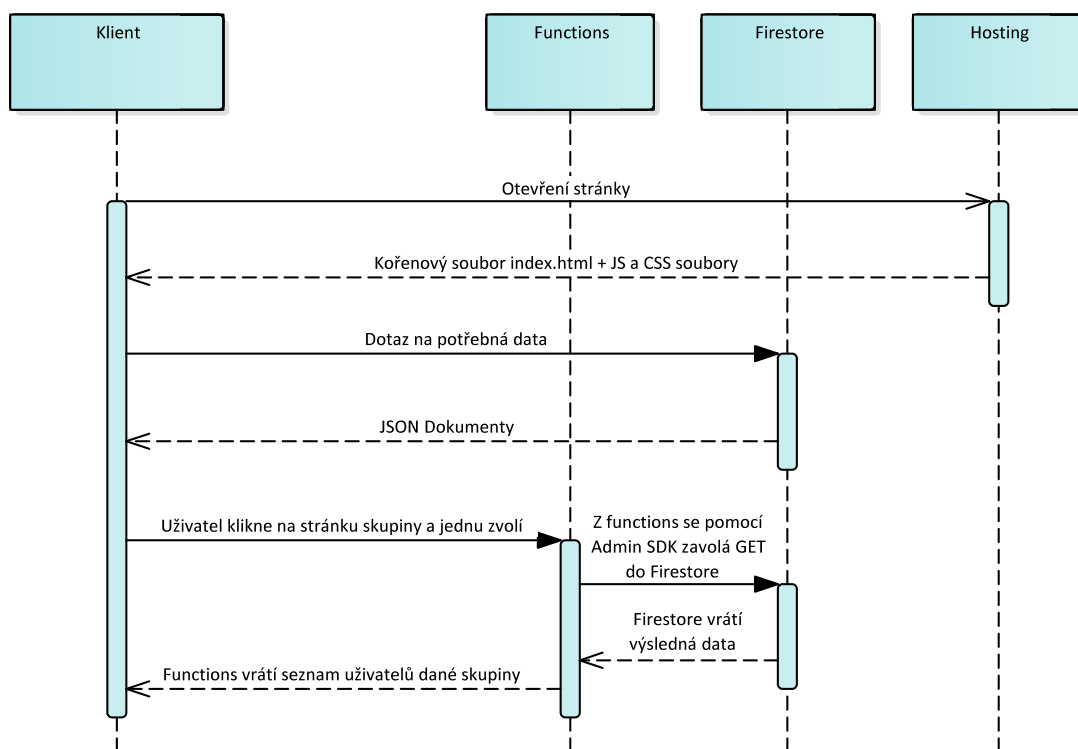 Klient
Functions
Firestore
Hosting
Otevření stránky
Kořenový soubor index.html + JS a CSS soubory
Dotaz na potřebná data
JSON Dokumenty
Uživatel klikne na stránku skupiny a jednu zvolí
Z functions se pomocí
Admin SDK zavolá GET
do Firestore
Firestore vrátí
výsledná data
Functions vrátí seznam uživatelů dané skupiny